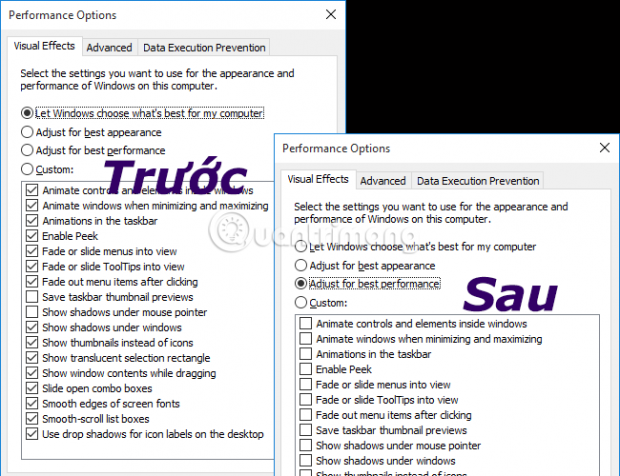 Performance Options
Visual Effects Advanced Data Execution Prevention
Select the settings you want to use for the appearance and
performance of Windows on this computer.
Let Windows choose what's best for my computer
Adjust for best appearance
Adjust for best performance
Custom:
Trước
Animate controls and elements inside windows
Animate windows when minimizing and maximizing
Animations in the taskbar
Enable Peek
Fade or slide menus into view
Fade or slide ToolTips into view
Fade out menu items after clicking
Save taskbar thumbnail previews
Show shadows under mouse pointer
Show shadows under windows
Show thumbnails instead of icons
Show translucent selection rectangle
Show window contents while dragging
Slide open combo boxes
Smooth edges of screen fonts
Smooth-scroll list boxes
Use drop shadows for icon labels on the desktop
Quantrimang
Performance Options
Visual Effects Advanced Data Execution Prevention
Select the settings you want to use for the appearance and
performance of Windows on this computer.
Let Windows choose what's best for my computer
Adjust for best appearance
Adjust for best performance
Custom:
Sau
Animate controls and elements inside windows
Animate windows when minimizing and maximizing
Animations in the taskbar
Enable Peek
Fade or slide menus into view
Fade or slide ToolTips into view
Fade out menu items after clicking
Save taskbar thumbnail previews
Show shadows under mouse pointer
Show shadows under windows
Show thumbnails instead of icons